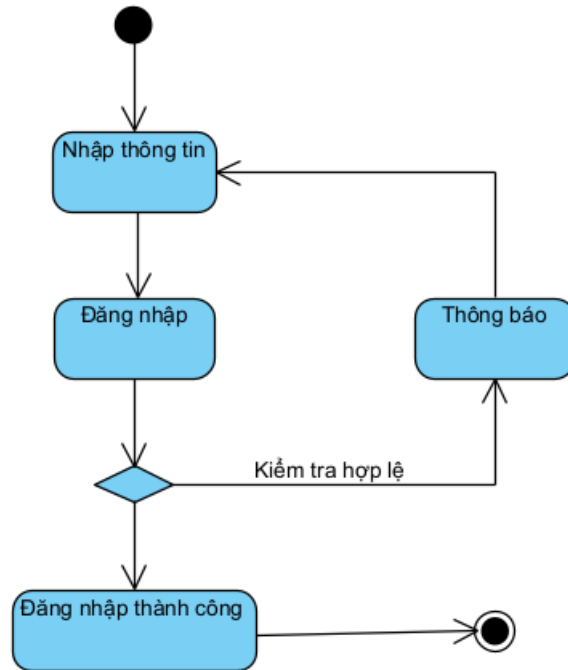 Nhập thông tin
Đăng nhập
Thông báo
Kiểm tra hợp lệ
Đăng nhập thành công